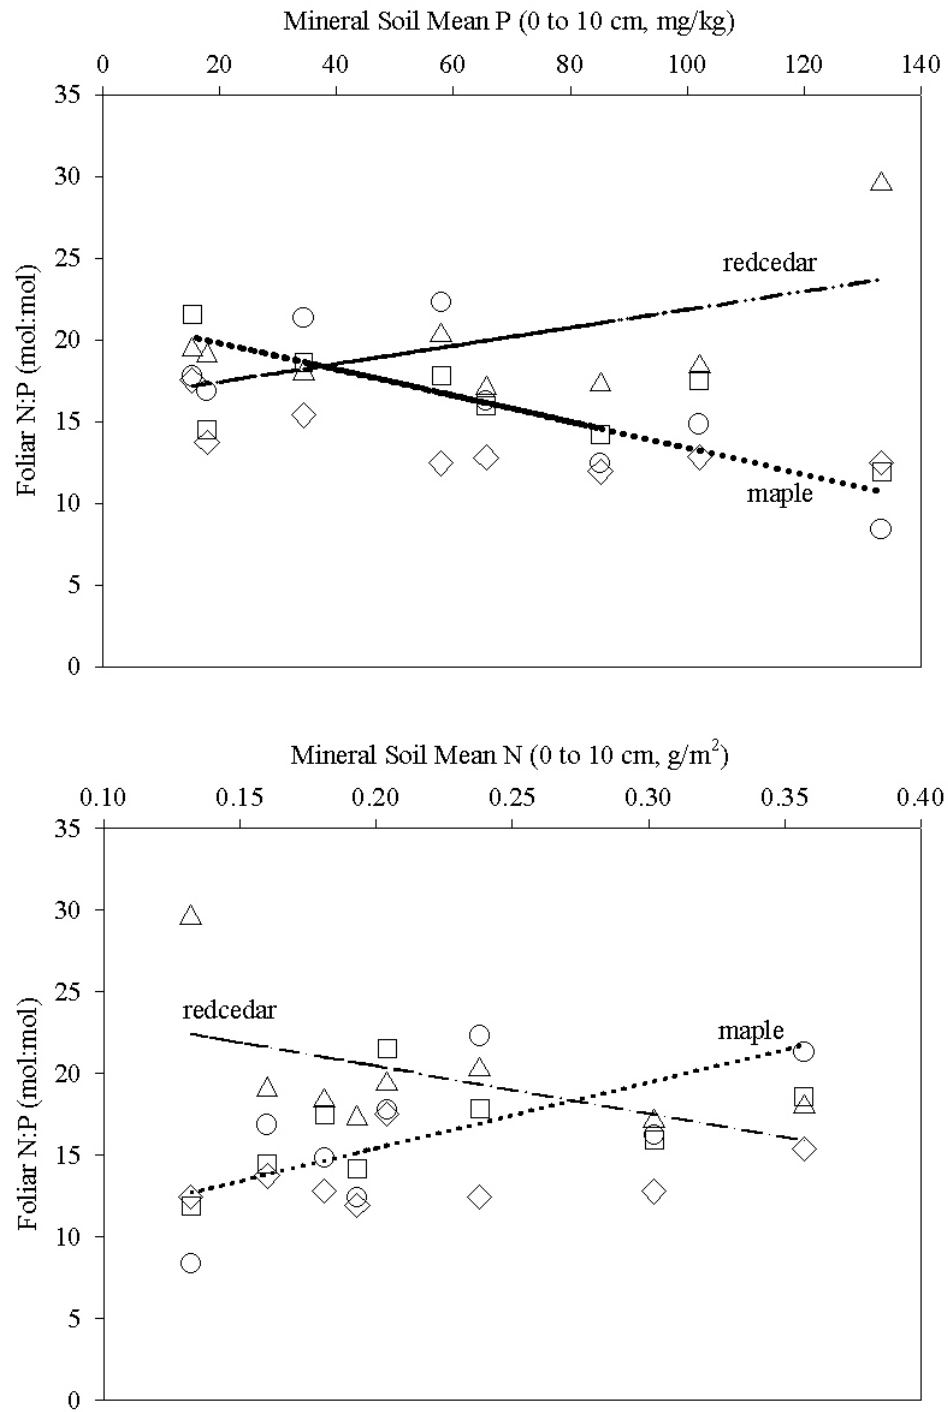 Mineral Soil Mean P (0 to 10 cm, mg/kg)
0 20 40 60 80 100 120 140
35
30
25
20
15
10
5
0
Foliar N:P (mol:mol)
redcedar
maple
Mineral Soil Mean N (0 to 10 cm, g/m²)
0.10 0.15 0.20 0.25 0.30 0.35 0.40
35
30
25
20
15
10
5
0
Foliar N:P (mol:mol)
redcedar
maple